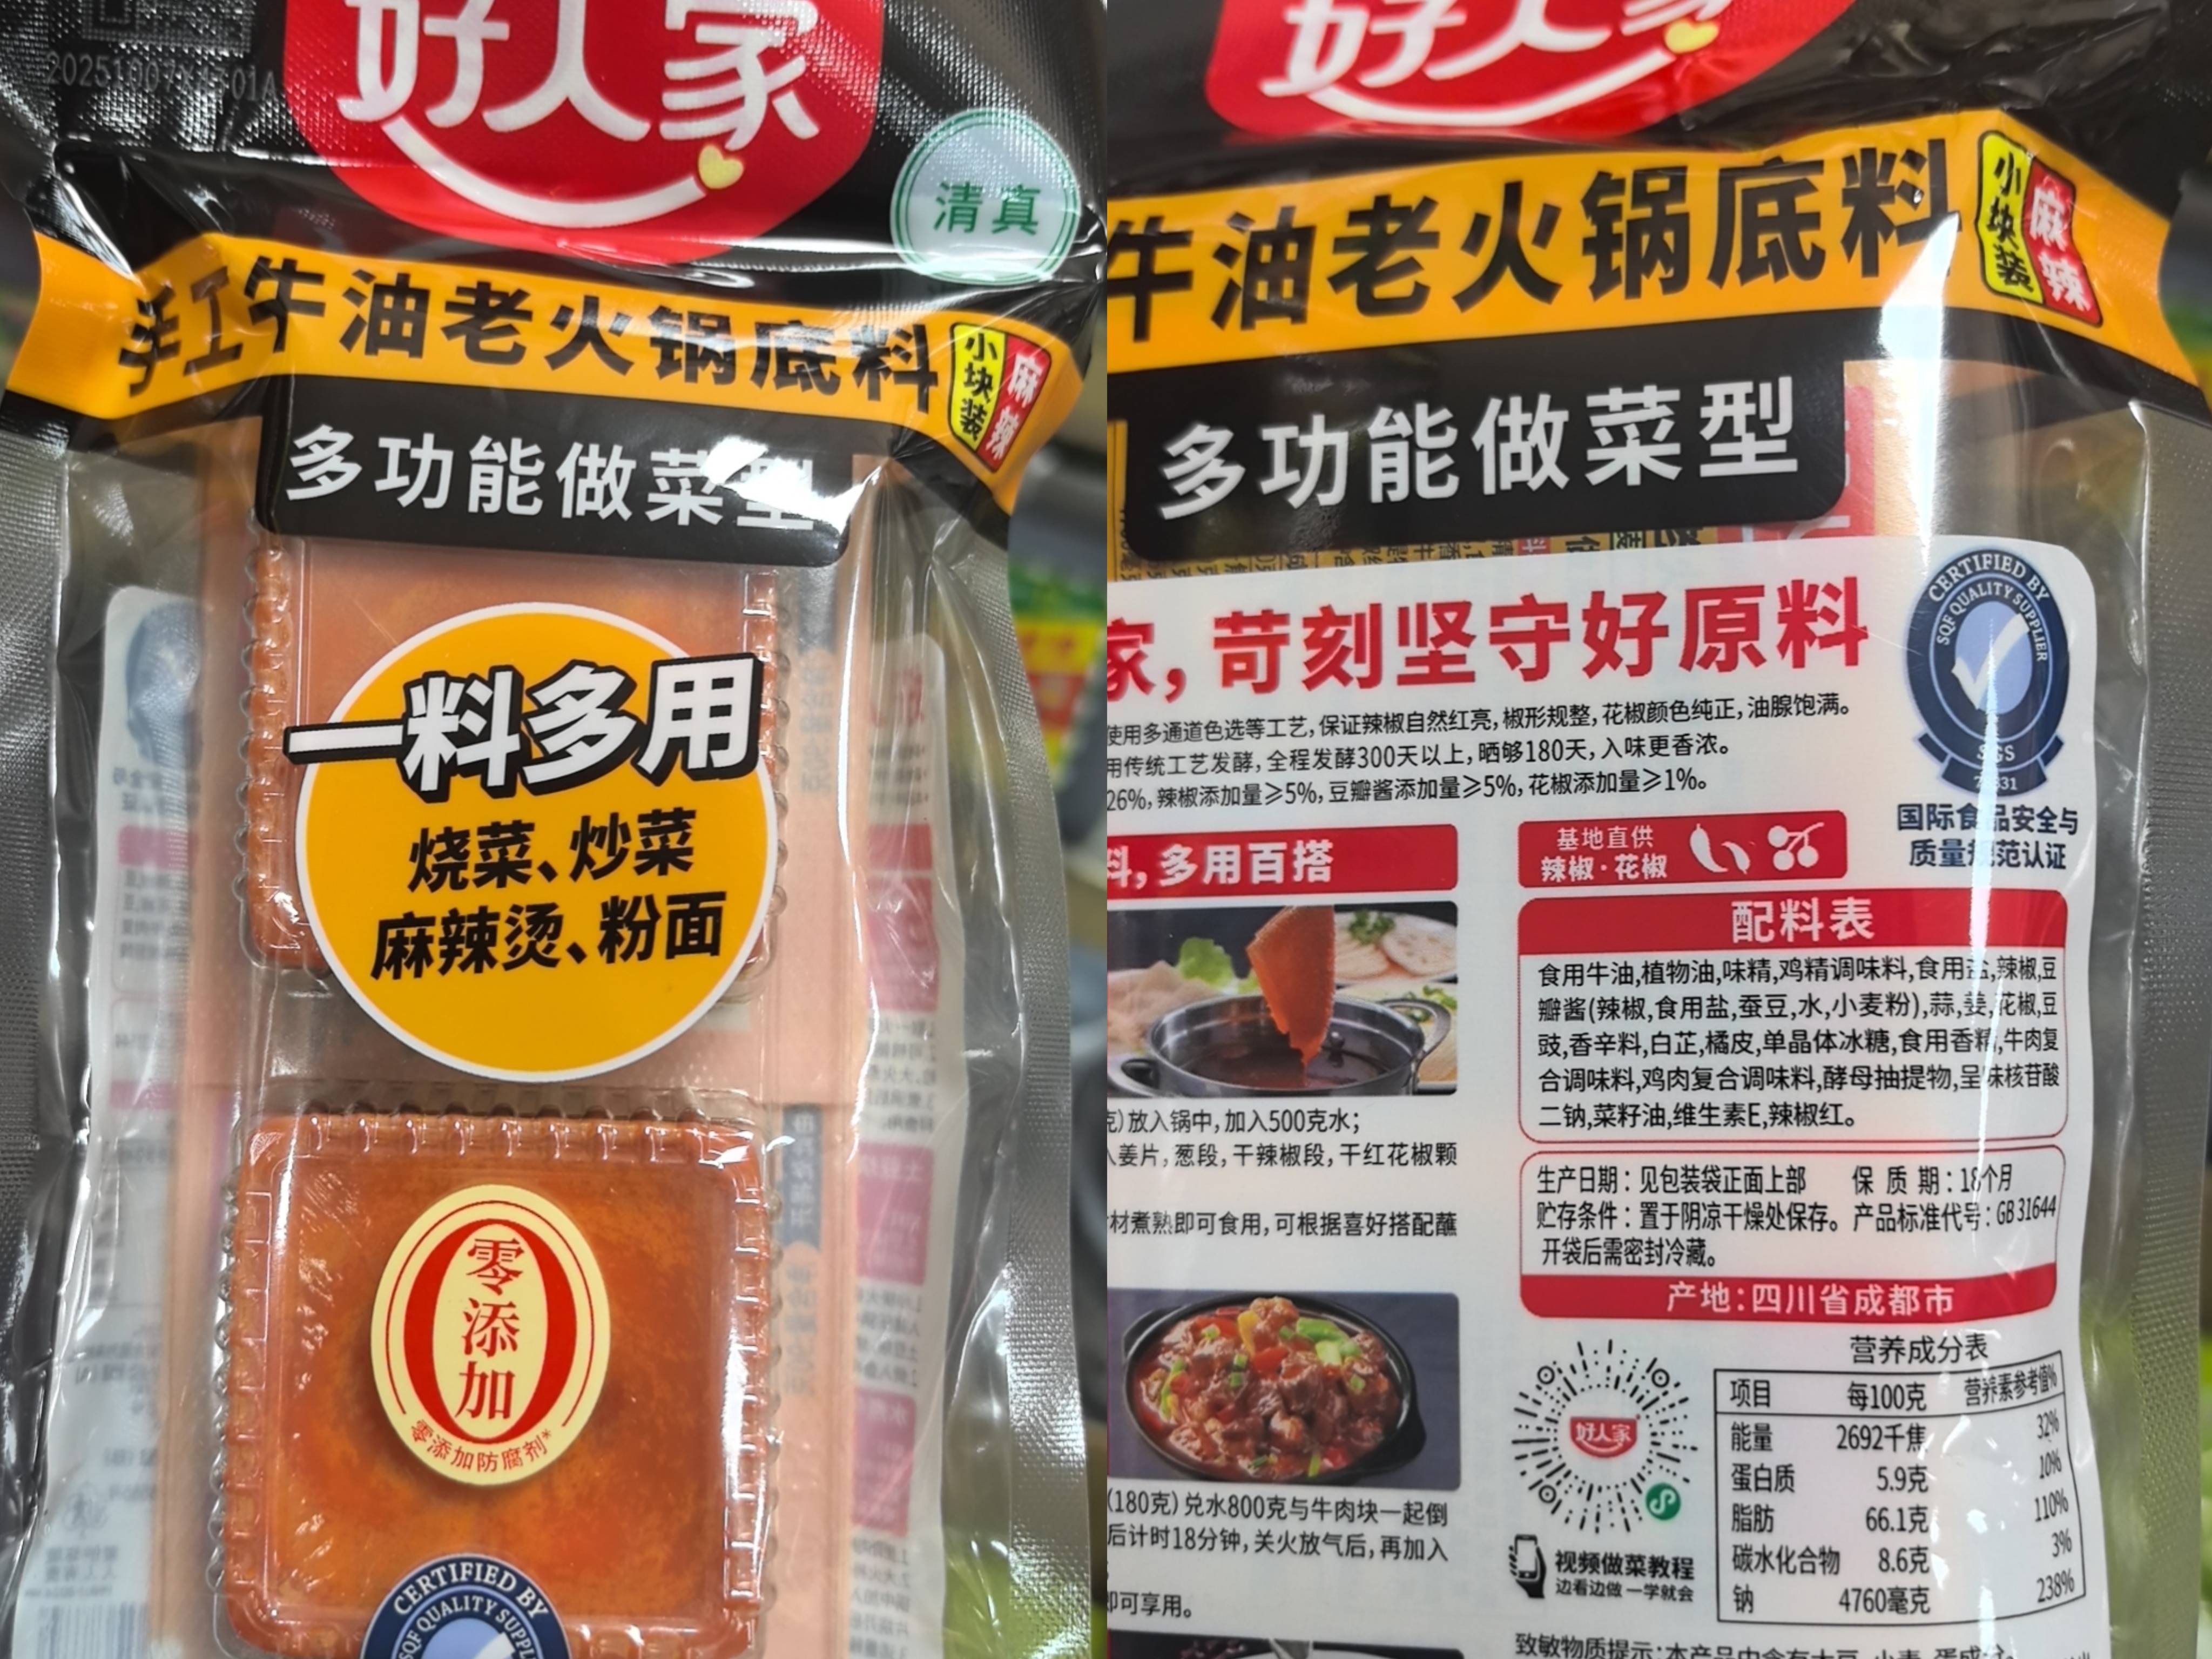 好人家
清真
手工牛油老火锅底料
小块装
麻辣
多功能做菜型
一料多用
烧菜、炒菜
麻辣烫、粉面
零添加
零添加防腐剂*
CERTIFIED BY
SQF QUALITY SUPPL
好人家
牛油老火锅底料
小块装
麻辣
多功能做菜型
家,苛刻坚守好原料
CERTIFIED BY
SQF QUALITY SUPPLIER
SGS
国际食品安全与
质量规范认证
使用多通道色选等工艺,保证辣椒自然红亮,椒形规整,花椒颜色纯正,油腺饱满。
用传统工艺发酵,全程发酵300天以上,晒够180天,入味更香浓。
26%,辣椒添加量≥5%,豆瓣酱添加量≥5%,花椒添加量≥1%。
料,多用百搭
基地直供
辣椒·花椒
配料表
食用牛油,植物油,味精,鸡精调味料,食用盐,辣椒,豆
瓣酱(辣椒,食用盐,蚕豆,水,小麦粉),蒜,姜,花椒,豆
豉,香辛料,白芷,橘皮,单晶体冰糖,食用香精,牛肉复
合调味料,鸡肉复合调味料,酵母抽提物,呈味核苷酸
二钠,菜籽油,维生素E,辣椒红。
克)放入锅中,加入500克水;
入姜片,葱段,干辣椒段,干红花椒颗
材煮熟即可食用,可根据喜好搭配蘸
生产日期:见包装袋正面上部 保质期:18个月
贮存条件:置于阴凉干燥处保存。产品标准代号:GB 31644
开袋后需密封冷藏。
产地:四川省成都市
(180克)兑水800克与牛肉块一起倒
后计时18分钟,关火放气后,再加入
即可享用。
好人家
视频做菜教程
边看边做 一学就会
营养成分表
项目 每100克 营养素参考值%
能量 2692千焦 32%
蛋白质 5.9克 10%
脂肪 66.1克 110%
碳水化合物 8.6克 3%
钠 4760毫克 238%
致敏物质提示:本产品中含有大豆,小麦,蛋成分。